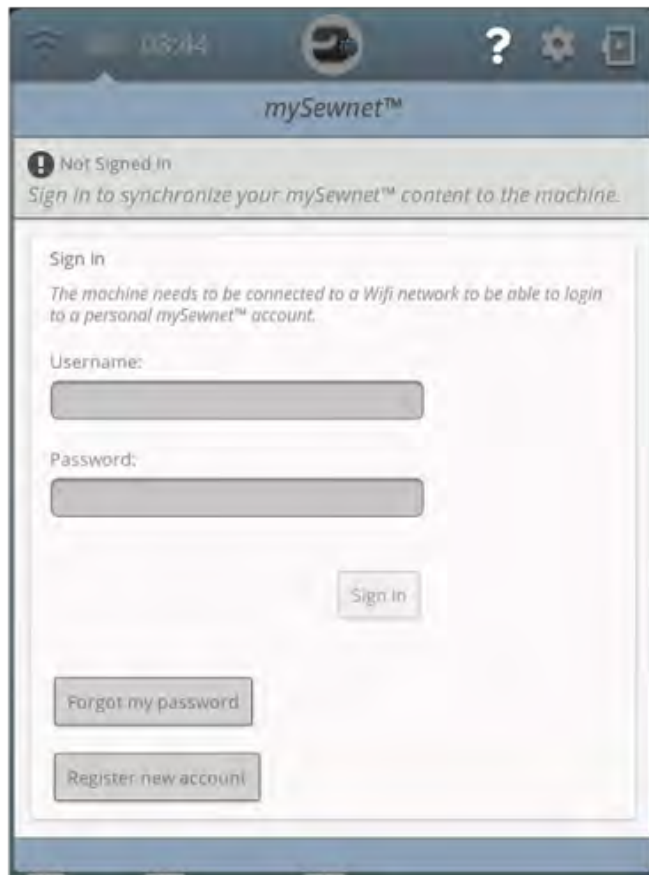 03:44
?
mySewnet™
! Not Signed In
Sign in to synchronize your mySewnet™ content to the machine.
Sign in
The machine needs to be connected to a Wifi network to be able to login
to a personal mySewnet™ account.
Username:
Password:
Sign in
Forgot my password
Register new account